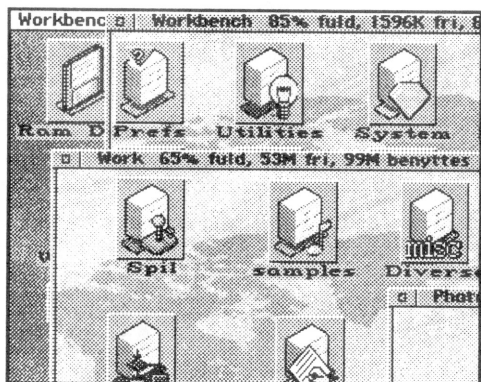 Workbenc
Workbench 85% fuld, 1596K fri, 8
Ram D
Prefs
Utilities
System
Work 65% fuld, 53M fri, 99M benyttes
Spil
samples
misc
Diverse
Phot